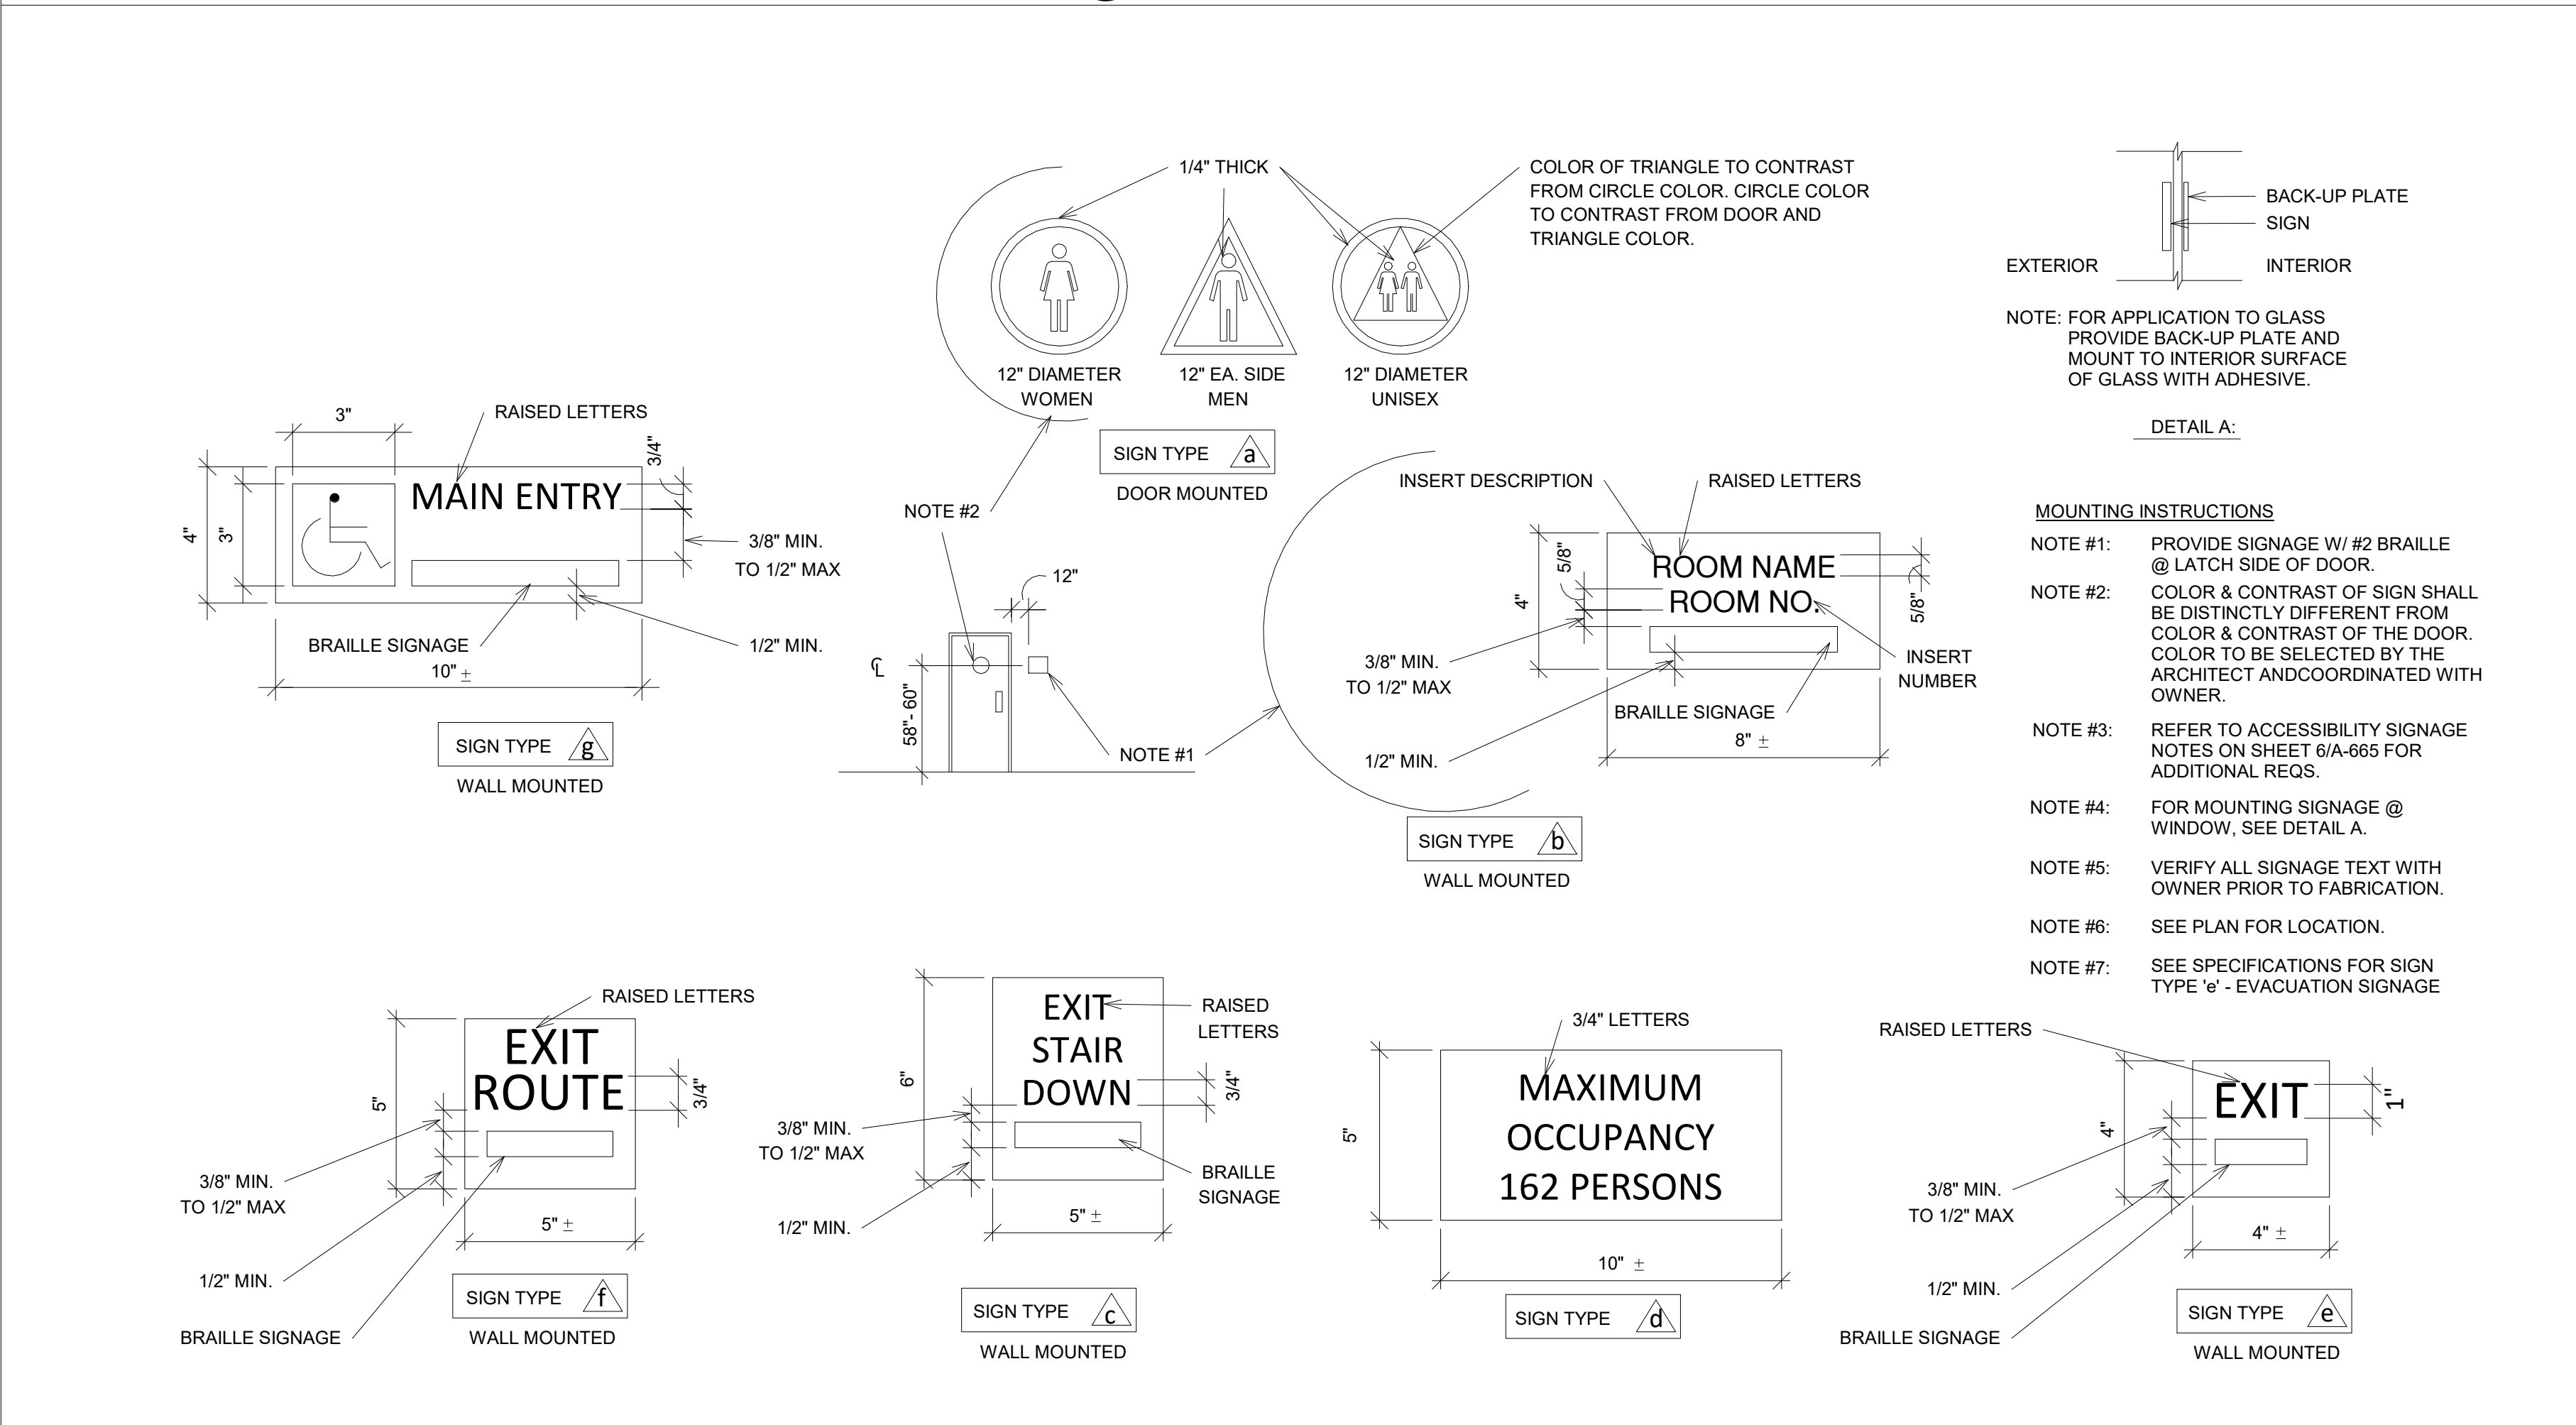 1/4" THICK
COLOR OF TRIANGLE TO CONTRAST
FROM CIRCLE COLOR. CIRCLE COLOR
TO CONTRAST FROM DOOR AND
TRIANGLE COLOR.
12" DIAMETER
WOMEN
12" EA. SIDE
MEN
12" DIAMETER
UNISEX
SIGN TYPE a
DOOR MOUNTED
BACK-UP PLATE
SIGN
EXTERIOR
INTERIOR
NOTE: FOR APPLICATION TO GLASS
PROVIDE BACK-UP PLATE AND
MOUNT TO INTERIOR SURFACE
OF GLASS WITH ADHESIVE.
DETAIL A:
3"
RAISED LETTERS
3/4"
4"
3"
MAIN ENTRY
3/8" MIN.
TO 1/2" MAX
BRAILLE SIGNAGE
1/2" MIN.
10" ±
SIGN TYPE g
WALL MOUNTED
NOTE #2
12"
℄
58"- 60"
NOTE #1
INSERT DESCRIPTION
RAISED LETTERS
4"
5/8"
ROOM NAME
ROOM NO.
5/8"
3/8" MIN.
TO 1/2" MAX
INSERT
NUMBER
BRAILLE SIGNAGE
1/2" MIN.
8" ±
SIGN TYPE b
WALL MOUNTED
MOUNTING INSTRUCTIONS
NOTE #1: PROVIDE SIGNAGE W/ #2 BRAILLE
@ LATCH SIDE OF DOOR.
NOTE #2: COLOR & CONTRAST OF SIGN SHALL
BE DISTINCTLY DIFFERENT FROM
COLOR & CONTRAST OF THE DOOR.
COLOR TO BE SELECTED BY THE
ARCHITECT ANDCOORDINATED WITH
OWNER.
NOTE #3: REFER TO ACCESSIBILITY SIGNAGE
NOTES ON SHEET 6/A-665 FOR
ADDITIONAL REQS.
NOTE #4: FOR MOUNTING SIGNAGE @
WINDOW, SEE DETAIL A.
NOTE #5: VERIFY ALL SIGNAGE TEXT WITH
OWNER PRIOR TO FABRICATION.
NOTE #6: SEE PLAN FOR LOCATION.
NOTE #7: SEE SPECIFICATIONS FOR SIGN
TYPE 'e' - EVACUATION SIGNAGE
RAISED LETTERS
EXIT
ROUTE
5"
3/4"
3/8" MIN.
TO 1/2" MAX
5" ±
1/2" MIN.
BRAILLE SIGNAGE
SIGN TYPE f
WALL MOUNTED
EXIT
STAIR
DOWN
RAISED
LETTERS
6"
3/4"
3/8" MIN.
TO 1/2" MAX
BRAILLE
SIGNAGE
1/2" MIN.
5" ±
SIGN TYPE c
WALL MOUNTED
3/4" LETTERS
MAXIMUM
OCCUPANCY
162 PERSONS
5"
10" ±
SIGN TYPE d
RAISED LETTERS
EXIT
1"
4"
3/8" MIN.
TO 1/2" MAX
4" ±
1/2" MIN.
BRAILLE SIGNAGE
SIGN TYPE e
WALL MOUNTED